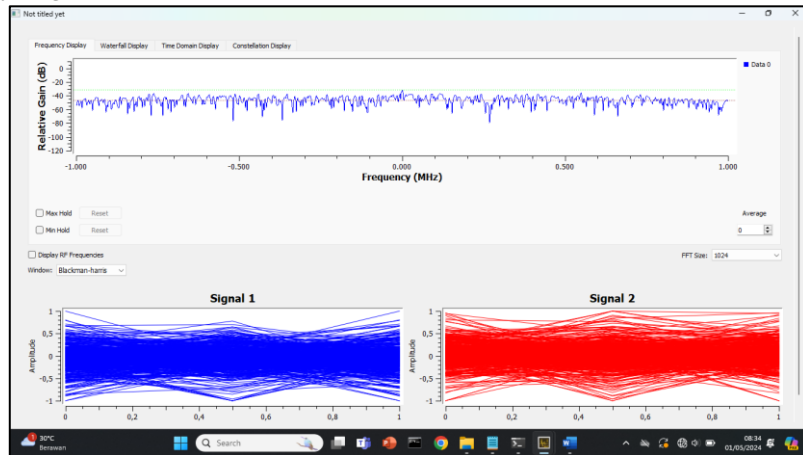 Not titled yet
Frequency Display Waterfall Display Time Domain Display Constellation Display
Data 0
Relative Gain (dB)
0
-20
-40
-60
-80
-100
-120
-1.000 -0.500 0.000 0.500 1.000
Frequency (MHz)
Max Hold Reset
Average
Min Hold Reset
0
Display RF Frequencies
FFT Size: 1024
Window: Blackman-harris
Signal 1
Amplitude
1
0,5
0
-0,5
-1
0 0,2 0,4 0,6 0,8 1
Signal 2
Amplitude
1
0,5
0
-0,5
-1
0 0,2 0,4 0,6 0,8 1
30°C
Berawan
Search
08:34
01/05/2024